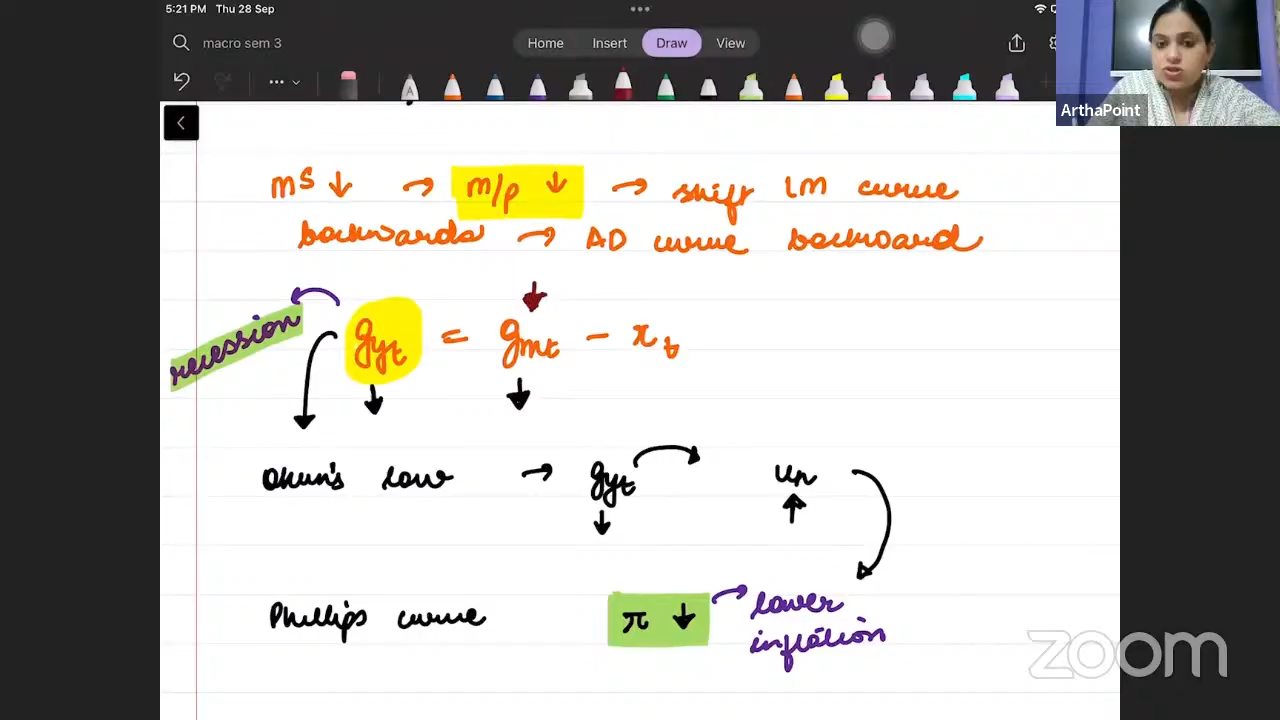 5:21 PM Thu 28 Sep
macro sem 3
Home Insert Draw View
ArthaPoint
mS ↓ → m/p ↓ → shift LM curve
backwards → AD curve backward
recession
gyt = gmt - πt
Okun's law → gyt ↓ un ↑
Phillips curve π ↓ → lower
inflation
zoom